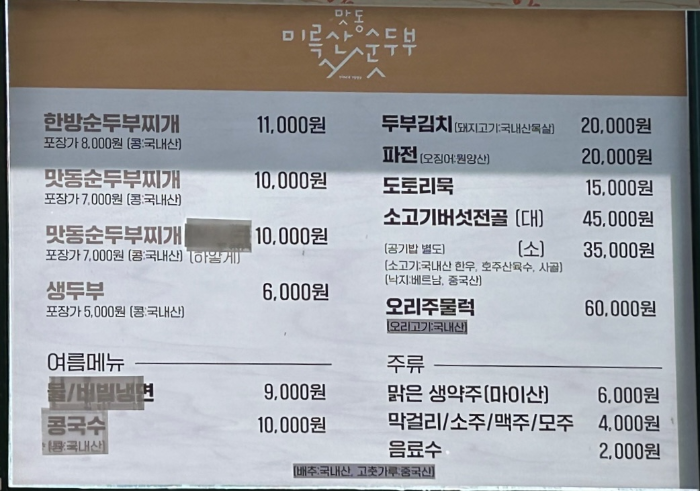 맛동
미륵산순두부
한방순두부찌개 11,000원
포장가 8,000원 (콩:국내산)
맛동순두부찌개 10,000원
포장가 7,000원 (콩:국내산)
맛동순두부찌개 10,000원
포장가 7,000원 (콩:국내산) (하얗게)
생두부 6,000원
포장가 5,000원 (콩:국내산)
여름메뉴
물/비빔냉면 9,000원
콩국수 10,000원
(콩:국내산)
두부김치 (돼지고기:국내산목살) 20,000원
파전 (오징어:원양산) 20,000원
도토리묵 15,000원
소고기버섯전골 (대) 45,000원
(공기밥 별도) (소) 35,000원
(소고기:국내산 한우, 호주산육수, 사골)
(낙지:베트남, 중국산)
오리주물럭 60,000원
(오리고기:국내산)
주류
맑은 생약주(마이산) 6,000원
막걸리/소주/맥주/모주 4,000원
음료수 2,000원
(배추:국내산, 고춧가루:중국산)